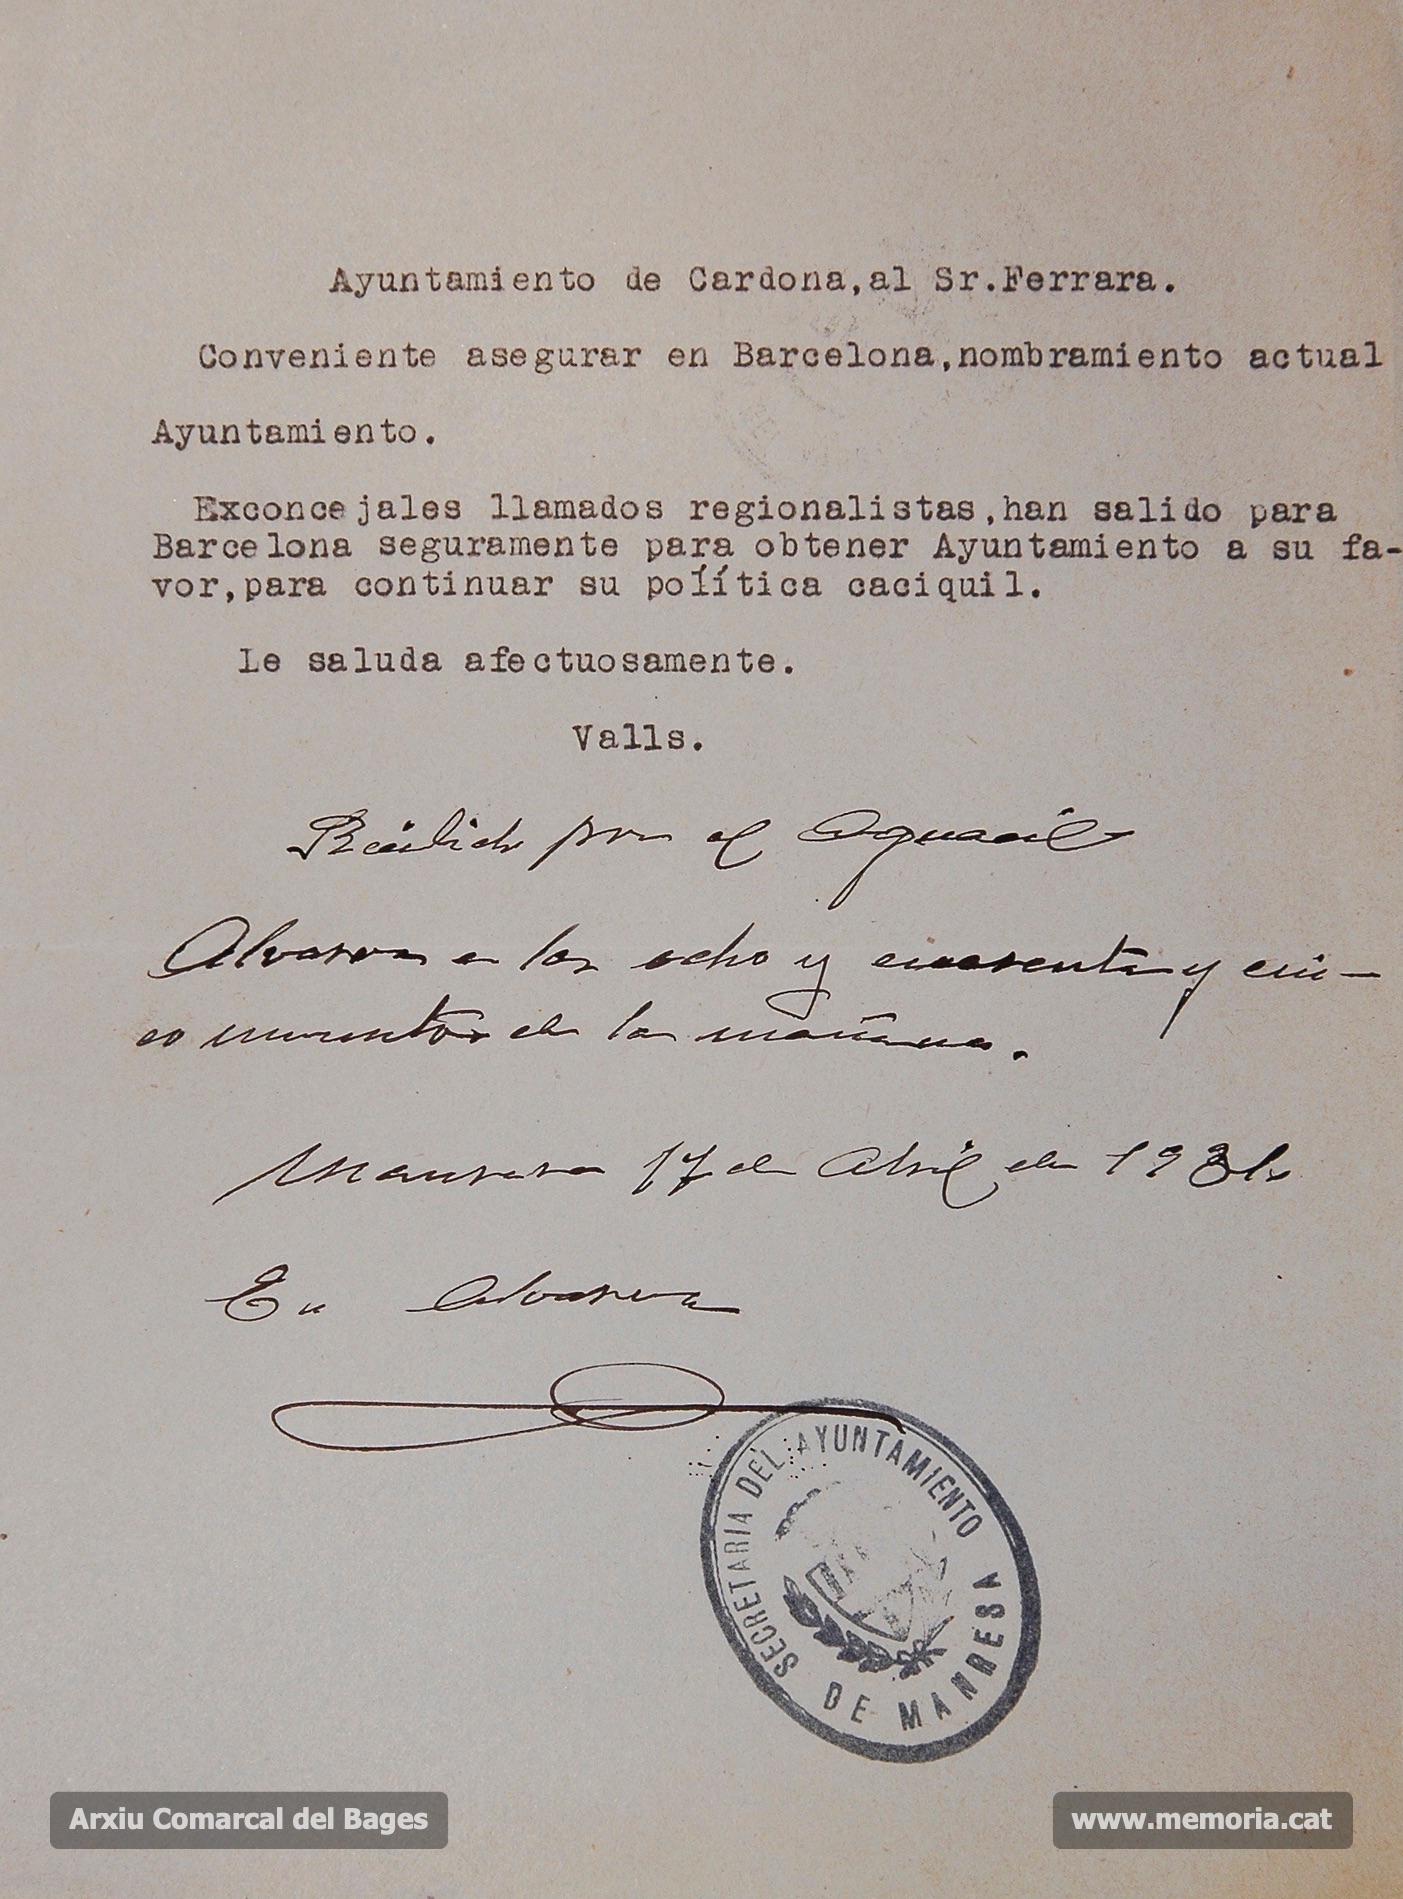 Ayuntamiento de Cardona,al Sr.Ferrara.
Conveniente asegurar en Barcelona,nombramiento actual
Ayuntamiento.
Exconcejales llamados regionalistas,han salido para
Barcelona seguramente para obtener Ayuntamiento a su fa-
vor,para continuar su política caciquil.
Le saluda afectuosamente.
Valls.
Recibido por el Aguacil
Alvarez a las ocho y cuarenta y cin-
co minutos de la mañana.
Manresa 17 de Abril de 1931.
SECRETARIA DEL AYUNTAMIENTO
DE MANRESA
Arxiu Comarcal del Bages
www.memoria.cat